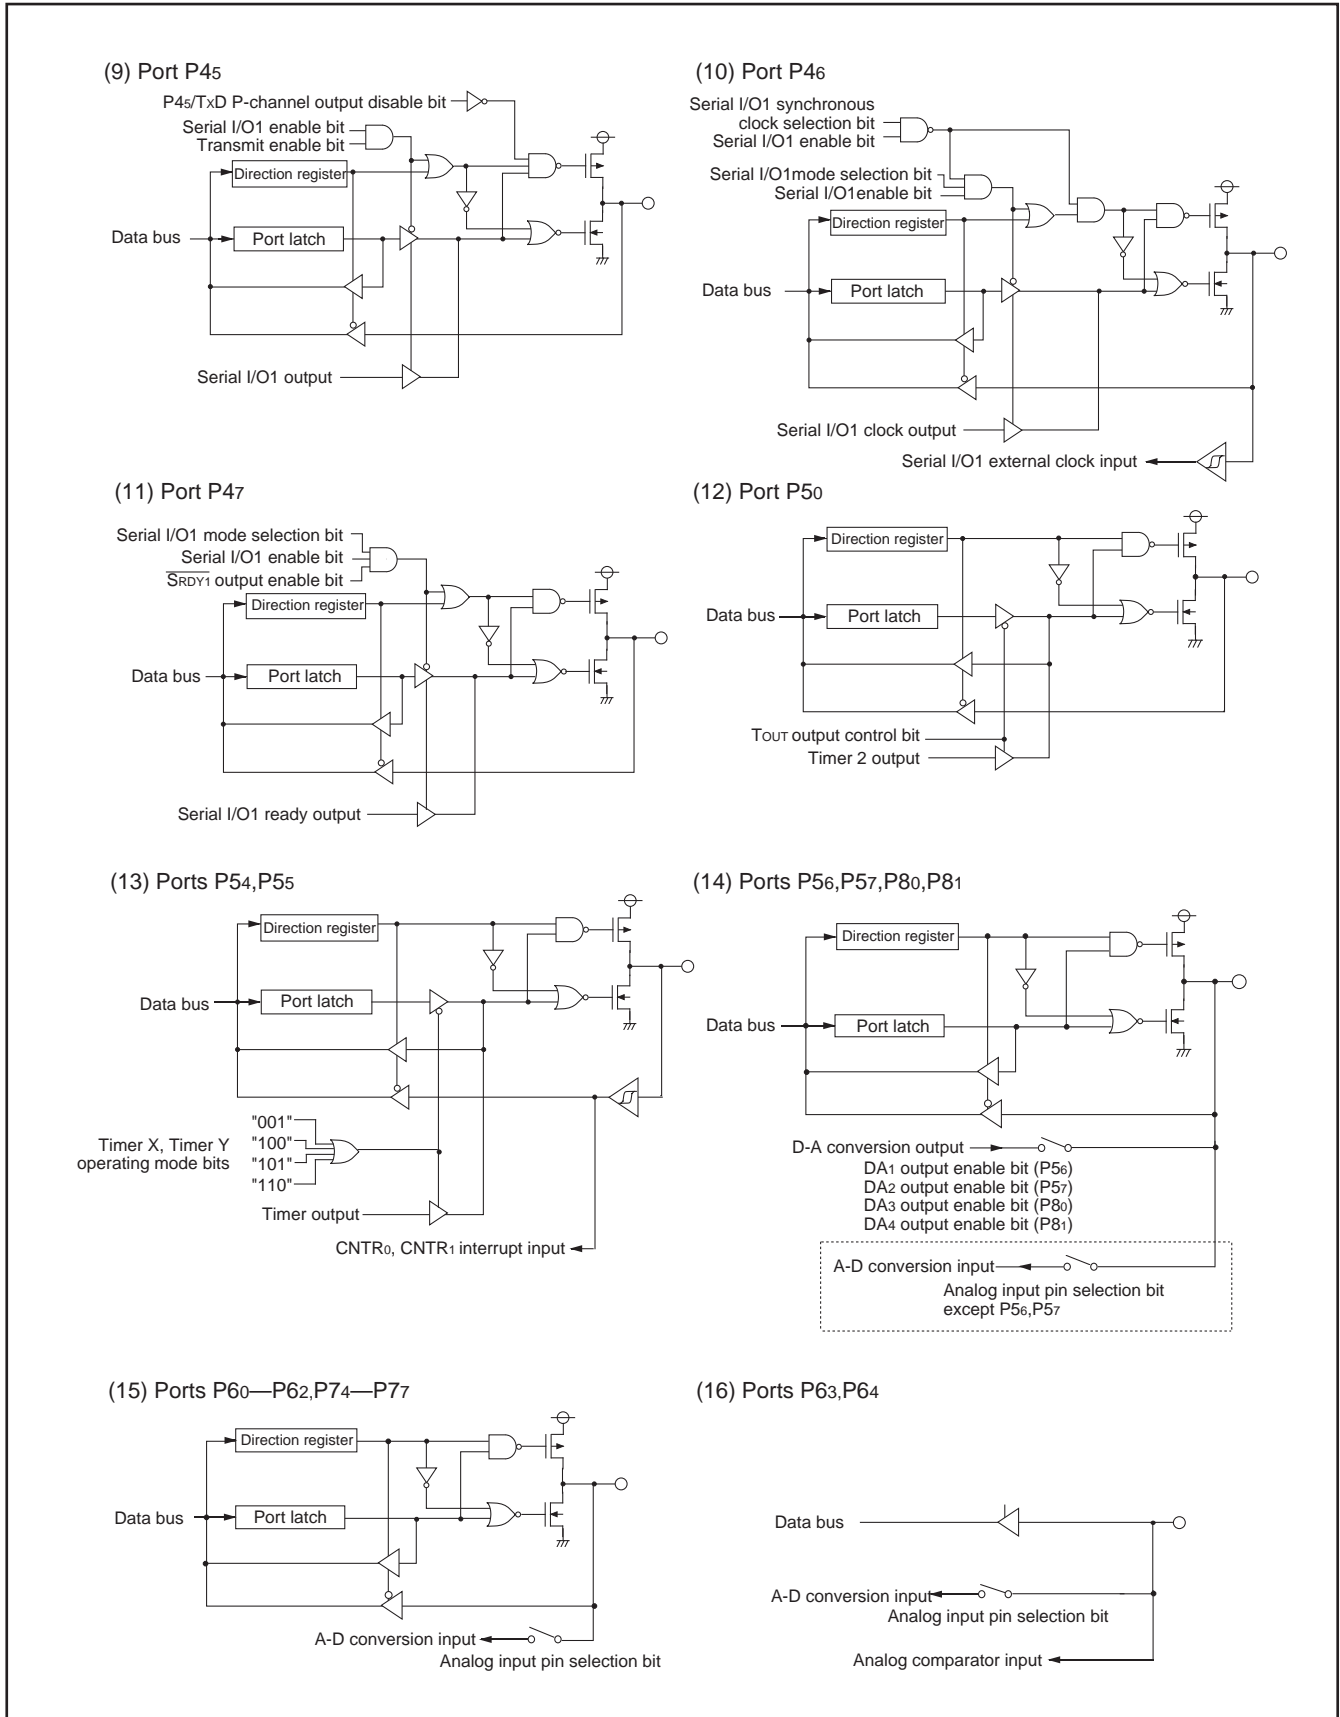 (9) Port P45
P45/TxD P-channel output disable bit
Serial I/O1 enable bit
Transmit enable bit
Direction register
Data bus
Port latch
Serial I/O1 output
(10) Port P46
Serial I/O1 synchronous
clock selection bit
Serial I/O1 enable bit
Serial I/O1mode selection bit
Serial I/O1enable bit
Direction register
Data bus
Port latch
Serial I/O1 clock output
Serial I/O1 external clock input
(11) Port P47
Serial I/O1 mode selection bit
Serial I/O1 enable bit
SRDY1 output enable bit
Direction register
Data bus
Port latch
Serial I/O1 ready output
(12) Port P50
Direction register
Data bus
Port latch
TOUT output control bit
Timer 2 output
(13) Ports P54,P55
Direction register
Data bus
Port latch
"001"
"100"
"101"
"110"
Timer X, Timer Y
operating mode bits
Timer output
CNTR0, CNTR1 interrupt input
(14) Ports P56,P57,P80,P81
Direction register
Data bus
Port latch
D-A conversion output
DA1 output enable bit (P56)
DA2 output enable bit (P57)
DA3 output enable bit (P80)
DA4 output enable bit (P81)
A-D conversion input
Analog input pin selection bit
except P56,P57
(15) Ports P60—P62,P74—P77
Direction register
Data bus
Port latch
A-D conversion input
Analog input pin selection bit
(16) Ports P63,P64
Data bus
A-D conversion input
Analog input pin selection bit
Analog comparator input